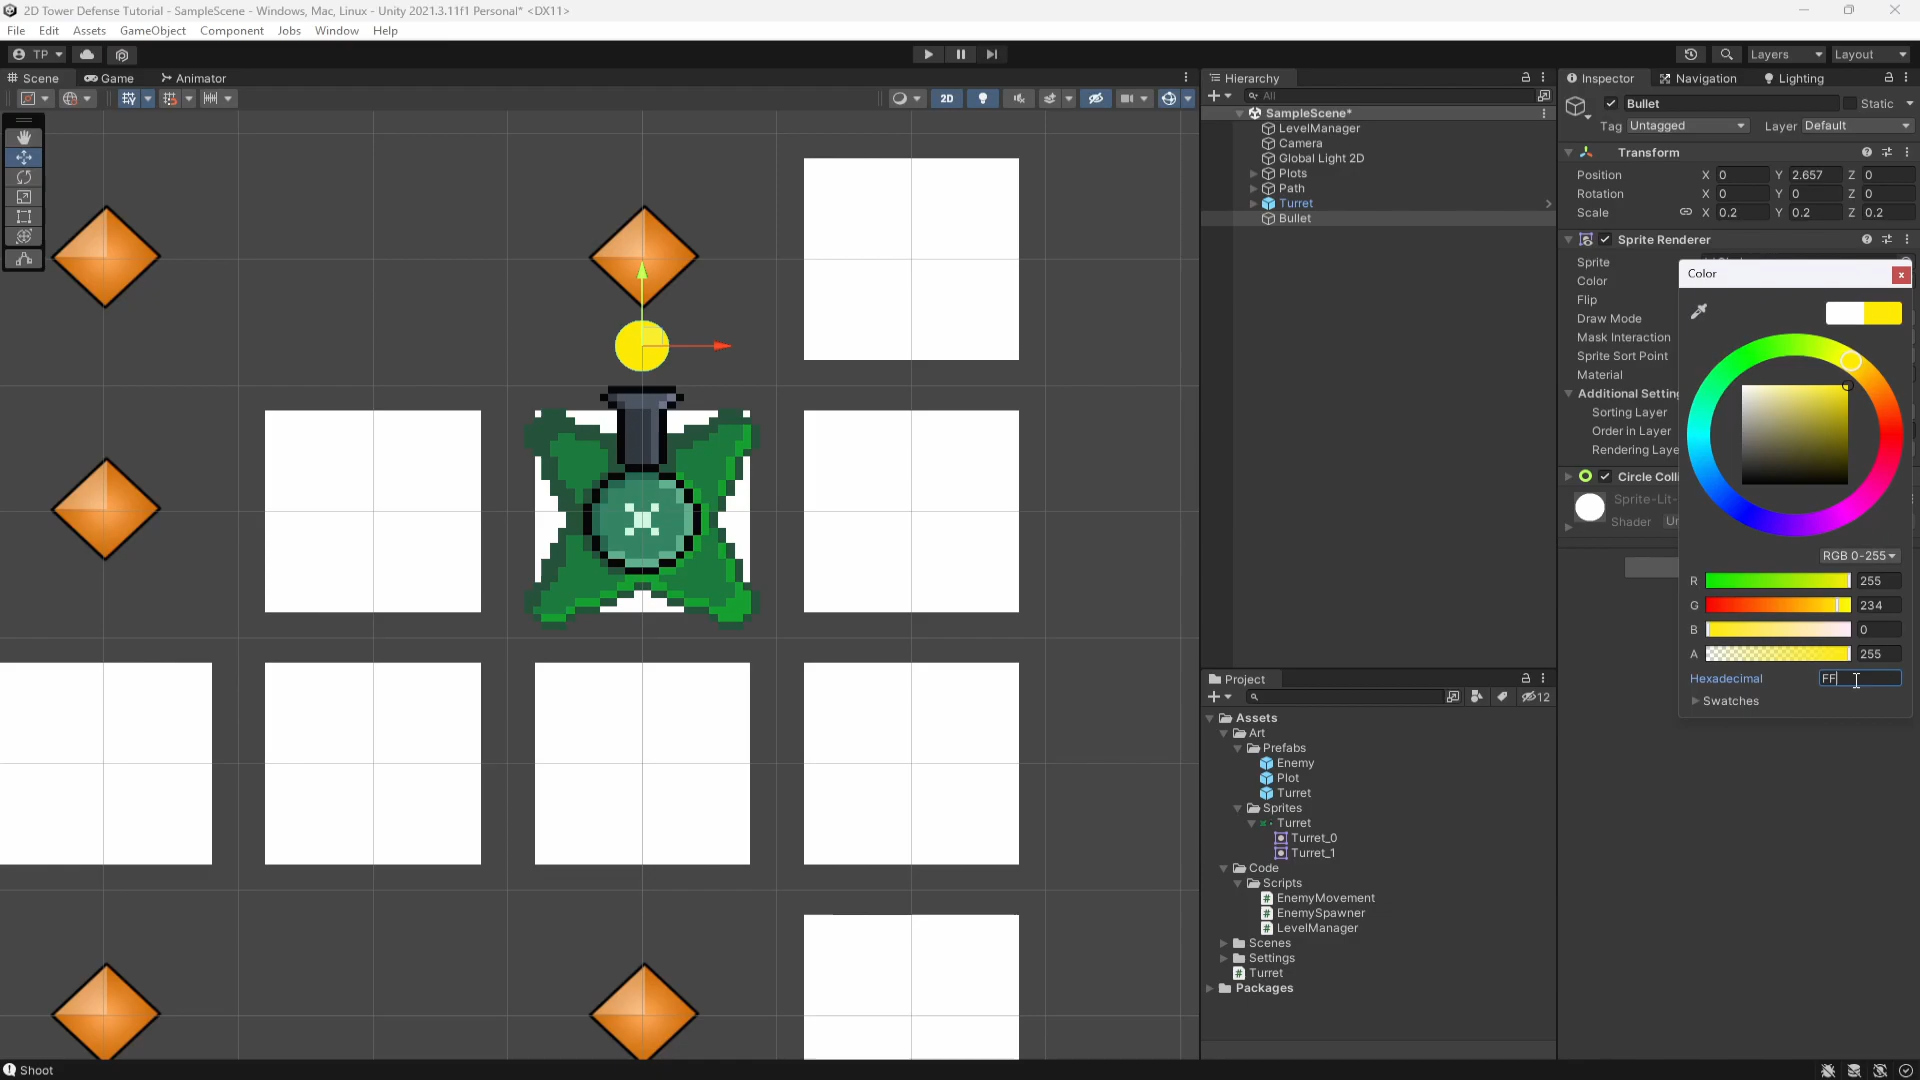 2D Tower Defense Tutorial - SampleScene - Windows, Mac, Linux - Unity 2021.3.11f1 Personal* <DX11>
File Edit Assets GameObject Component Jobs Window Help
TP Layers Layout
Scene Game Animator
2D
Hierarchy
All
SampleScene*
LevelManager
Camera
Global Light 2D
Plots
Path
Turret
Bullet
Project
12
Assets
Art
Prefabs
Enemy
Plot
Turret
Sprites
Turret
Turret_0
Turret_1
Code
Scripts
EnemyMovement
EnemySpawner
LevelManager
Scenes
Settings
Turret
Packages
Inspector Navigation Lighting
Bullet Static
Tag Untagged Layer Default
Transform
Position X 0 Y 2.657 Z 0
Rotation X 0 Y 0 Z 0
Scale X 0.2 Y 0.2 Z 0.2
Sprite Renderer
Sprite
Color
Flip
Draw Mode
Mask Interaction
Sprite Sort Point
Material
Additional Setting
Sorting Layer
Order in Layer
Rendering Laye
Circle Colli
Sprite-Lit-
Shader Ur
Color
RGB 0-255
R 255
G 234
B 0
A 255
Hexadecimal FF
Swatches
Shoot